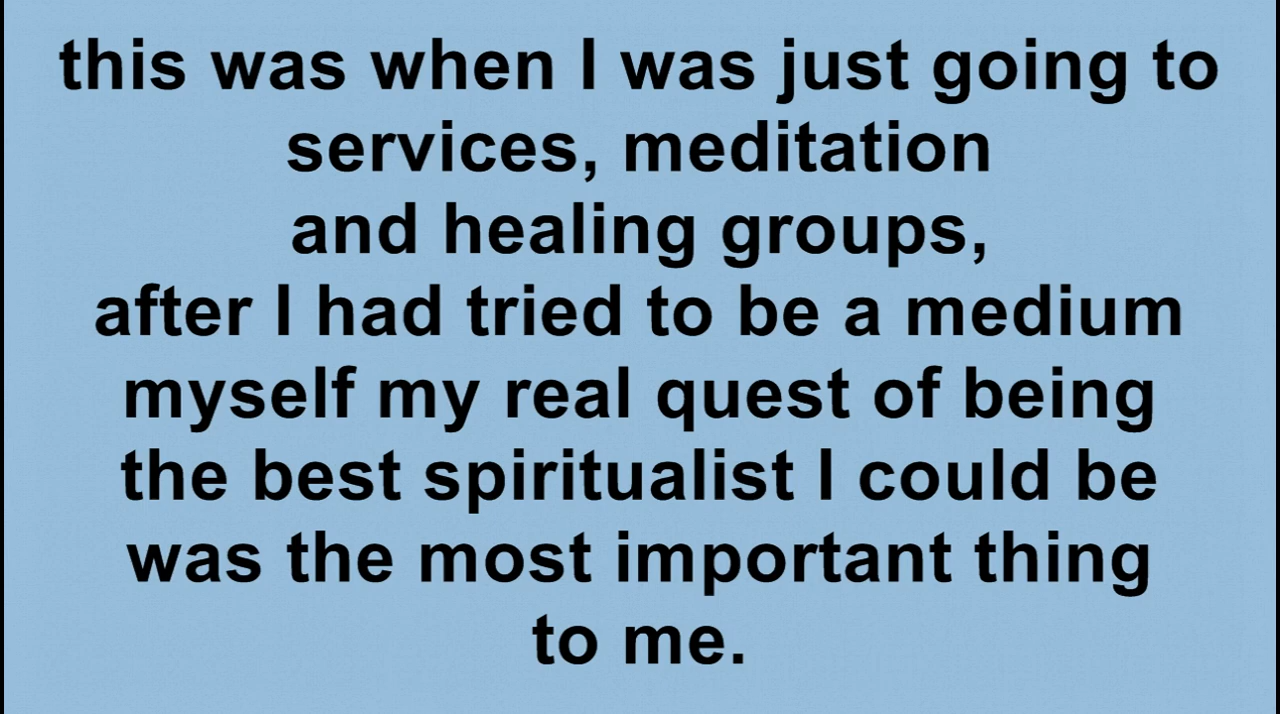 this was when I was just going to
services, meditation
and healing groups,
after I had tried to be a medium
myself my real quest of being
the best spiritualist I could be
was the most important thing
to me.